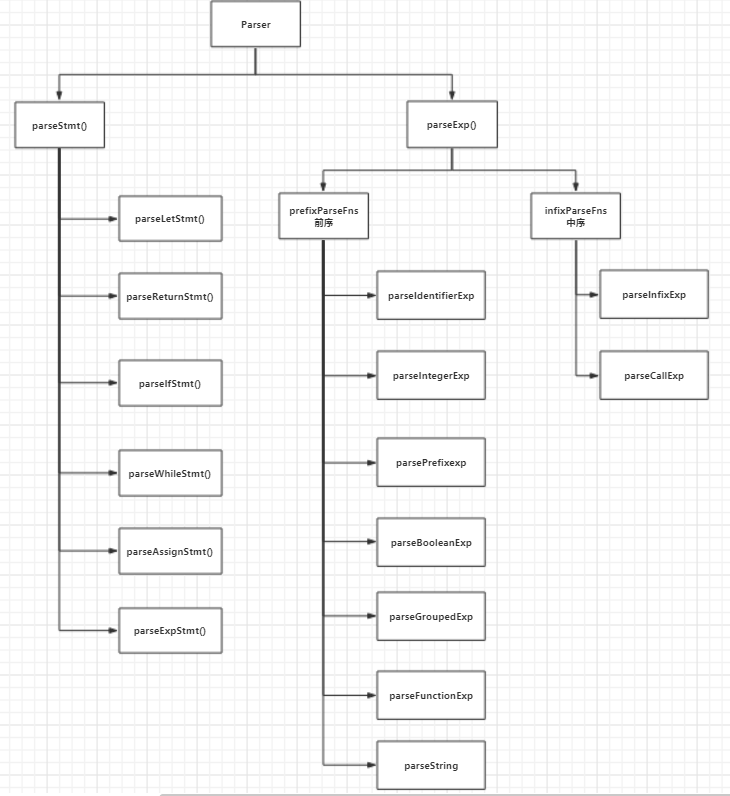 Parser
parseStmt()
parseExp()
prefixParseFns
前序
infixParseFns
中序
parseLetStmt()
parseReturnStmt()
parseIfStmt()
parseWhileStmt()
parseAssignStmt()
parseExpStmt()
parseIdentifierExp
parseIntegerExp
parsePrefixexp
parseBooleanExp
parseGroupedExp
parseFunctionExp
parseString
parseInfixExp
parseCallExp